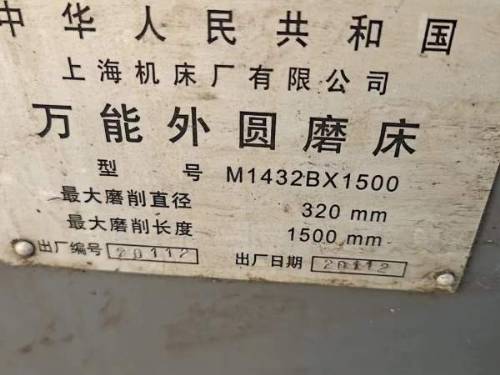 中华人民共和国
上海机床厂有限公司
万能外圆磨床
型 号 M1432BX1500
最大磨削直径 320 mm
最大磨削长度 1500 mm
出厂编号 20112 出厂日期 20112